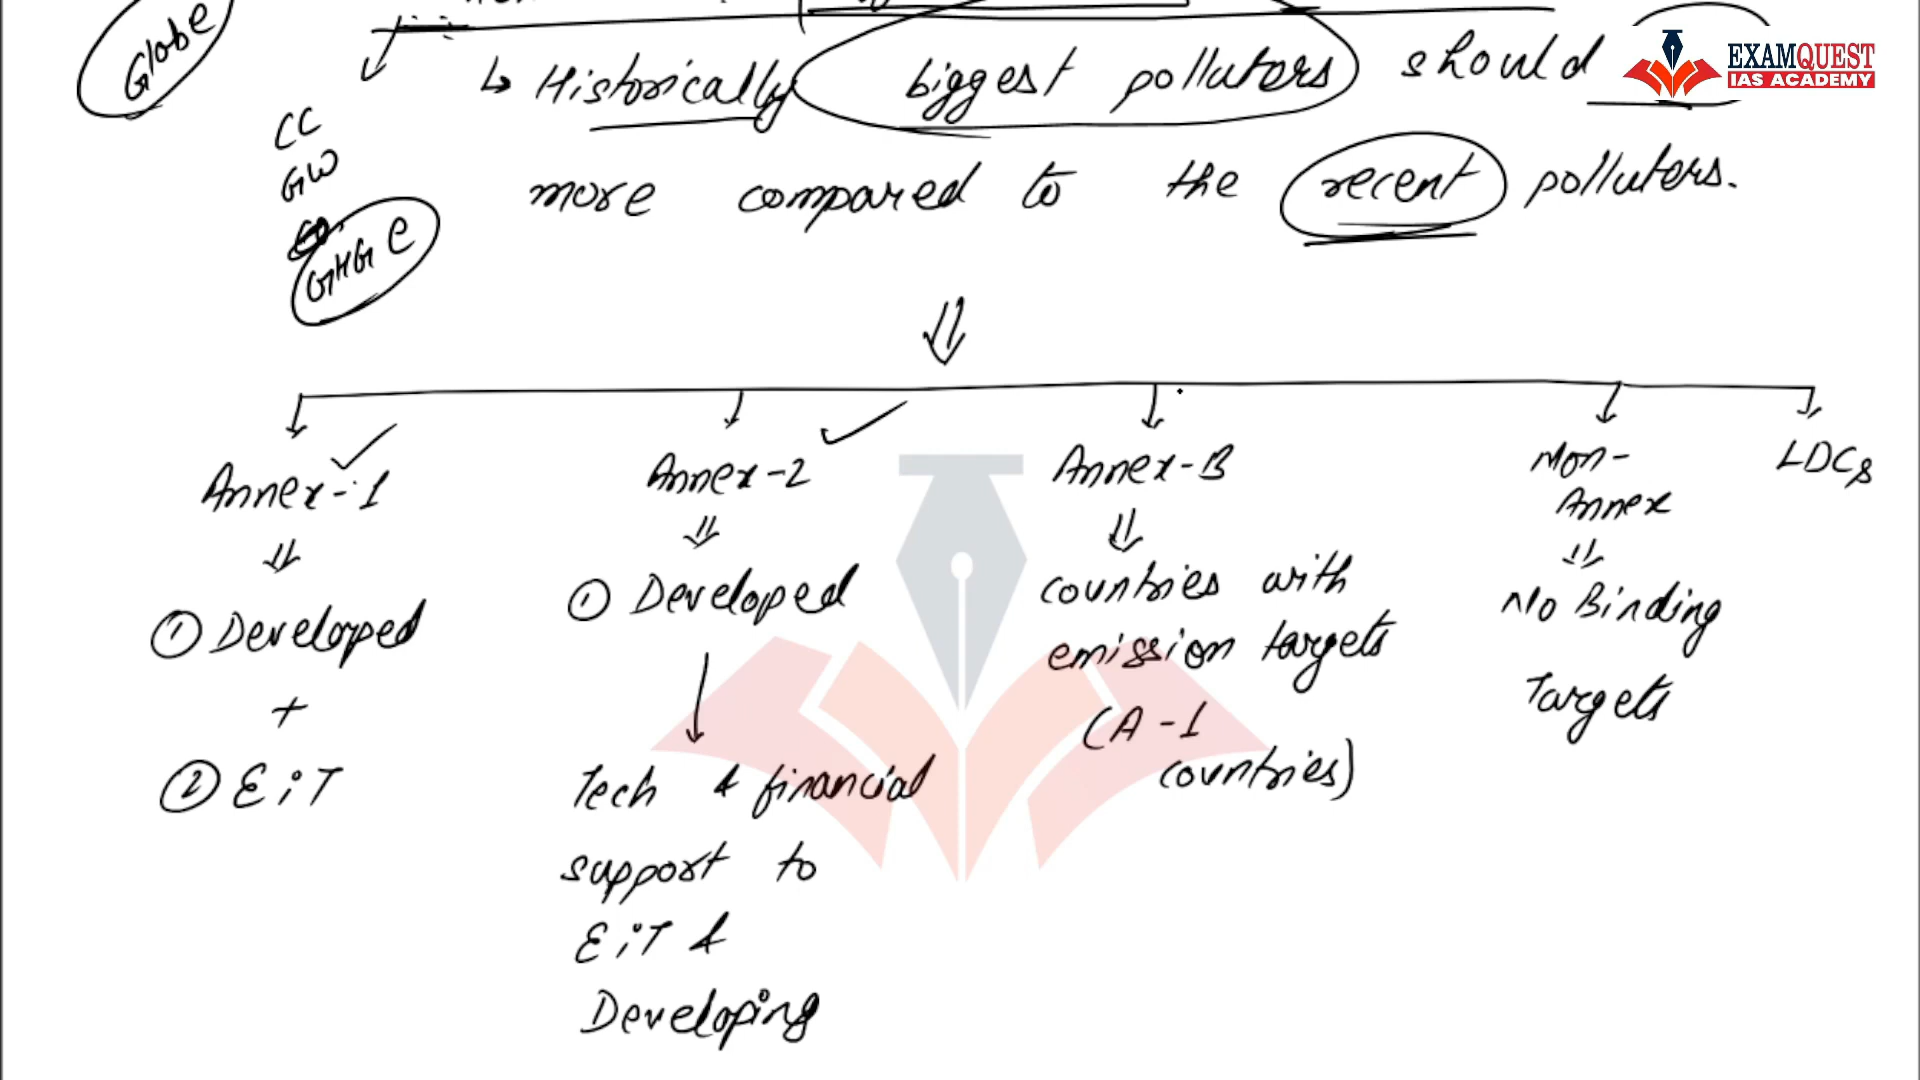 Globe
↳ Historically biggest polluters should
EXAMQUEST
IAS ACADEMY
CC
GW
GHGe
more compared to the recent polluters.
Annex-1
① Developed
+
② EiT
Annex-2
① Developed
Tech & financial
support to
EiT &
Developing
Annex-B
countries with
emission targets
(A-1
countries)
Non-
Annex
No Binding
Targets
LDCs